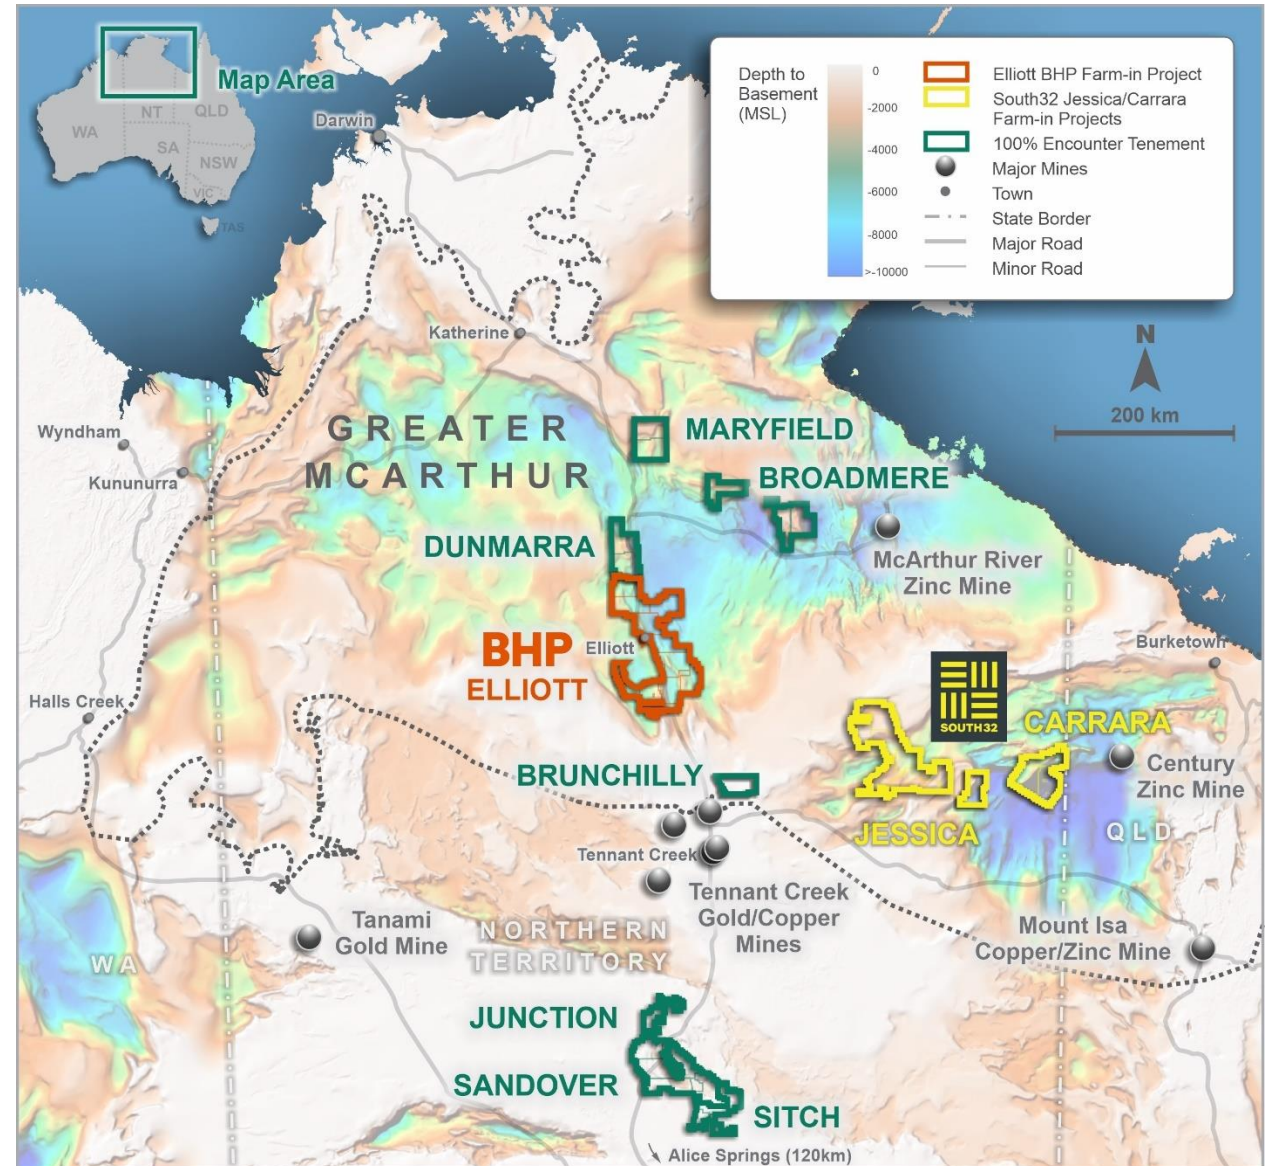 Map Area
NT
QLD
WA
SA
NSW
VIC
TAS
Darwin
Depth to
Basement
(MSL)
0
-2000
-4000
-6000
-8000
>-10000
Elliott BHP Farm-in Project
South32 Jessica/Carrara
Farm-in Projects
100% Encounter Tenement
Major Mines
Town
State Border
Major Road
Minor Road
N
200 km
Katherine
GREATER
MCARTHUR
MARYFIELD
BROADMERE
Wyndham
Kununurra
DUNMARRA
McArthur River
Zinc Mine
BHP
ELLIOTT
Elliott
Burketown
Halls Creek
SOUTH32
CARRARA
Century
Zinc Mine
BRUNCHILLY
JESSICA
QLD
Tennant Creek
Tennant Creek
Gold/Copper
Mines
Tanami
Gold Mine
NORTHERN
TERRITORY
Mount Isa
Copper/Zinc Mine
WA
JUNCTION
SANDOVER
SITCH
Alice Springs (120km)